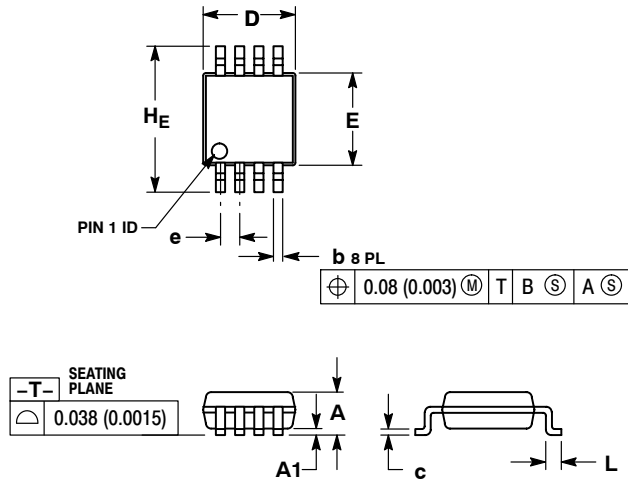 D
HE
E
PIN 1 ID
e
b 8 PL
⌖ 0.08 (0.003) Ⓜ T B Ⓢ A Ⓢ
–T– SEATING PLANE
⌓ 0.038 (0.0015)
A
A1
c
L